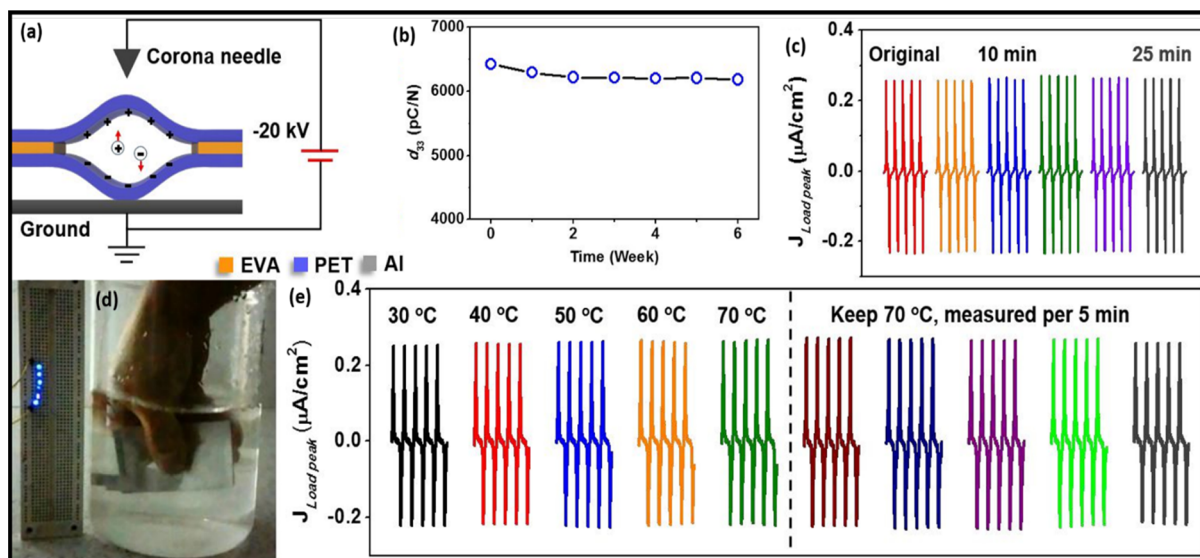 (a)
Corona needle
-20 kV
Ground
+ + + + + +
+
-
- - - - - -
EVA PET Al
(b)
7000
6000
5000
4000
d33 (pC/N)
0 2 4 6
Time (Week)
(c)
0.4
0.2
0.0
-0.2
JLoad peak (μA/cm²)
Original 10 min 25 min
(d)
(e)
0.4
0.2
0.0
-0.2
JLoad peak (μA/cm²)
30 °C 40 °C 50 °C 60 °C 70 °C
Keep 70 °C, measured per 5 min